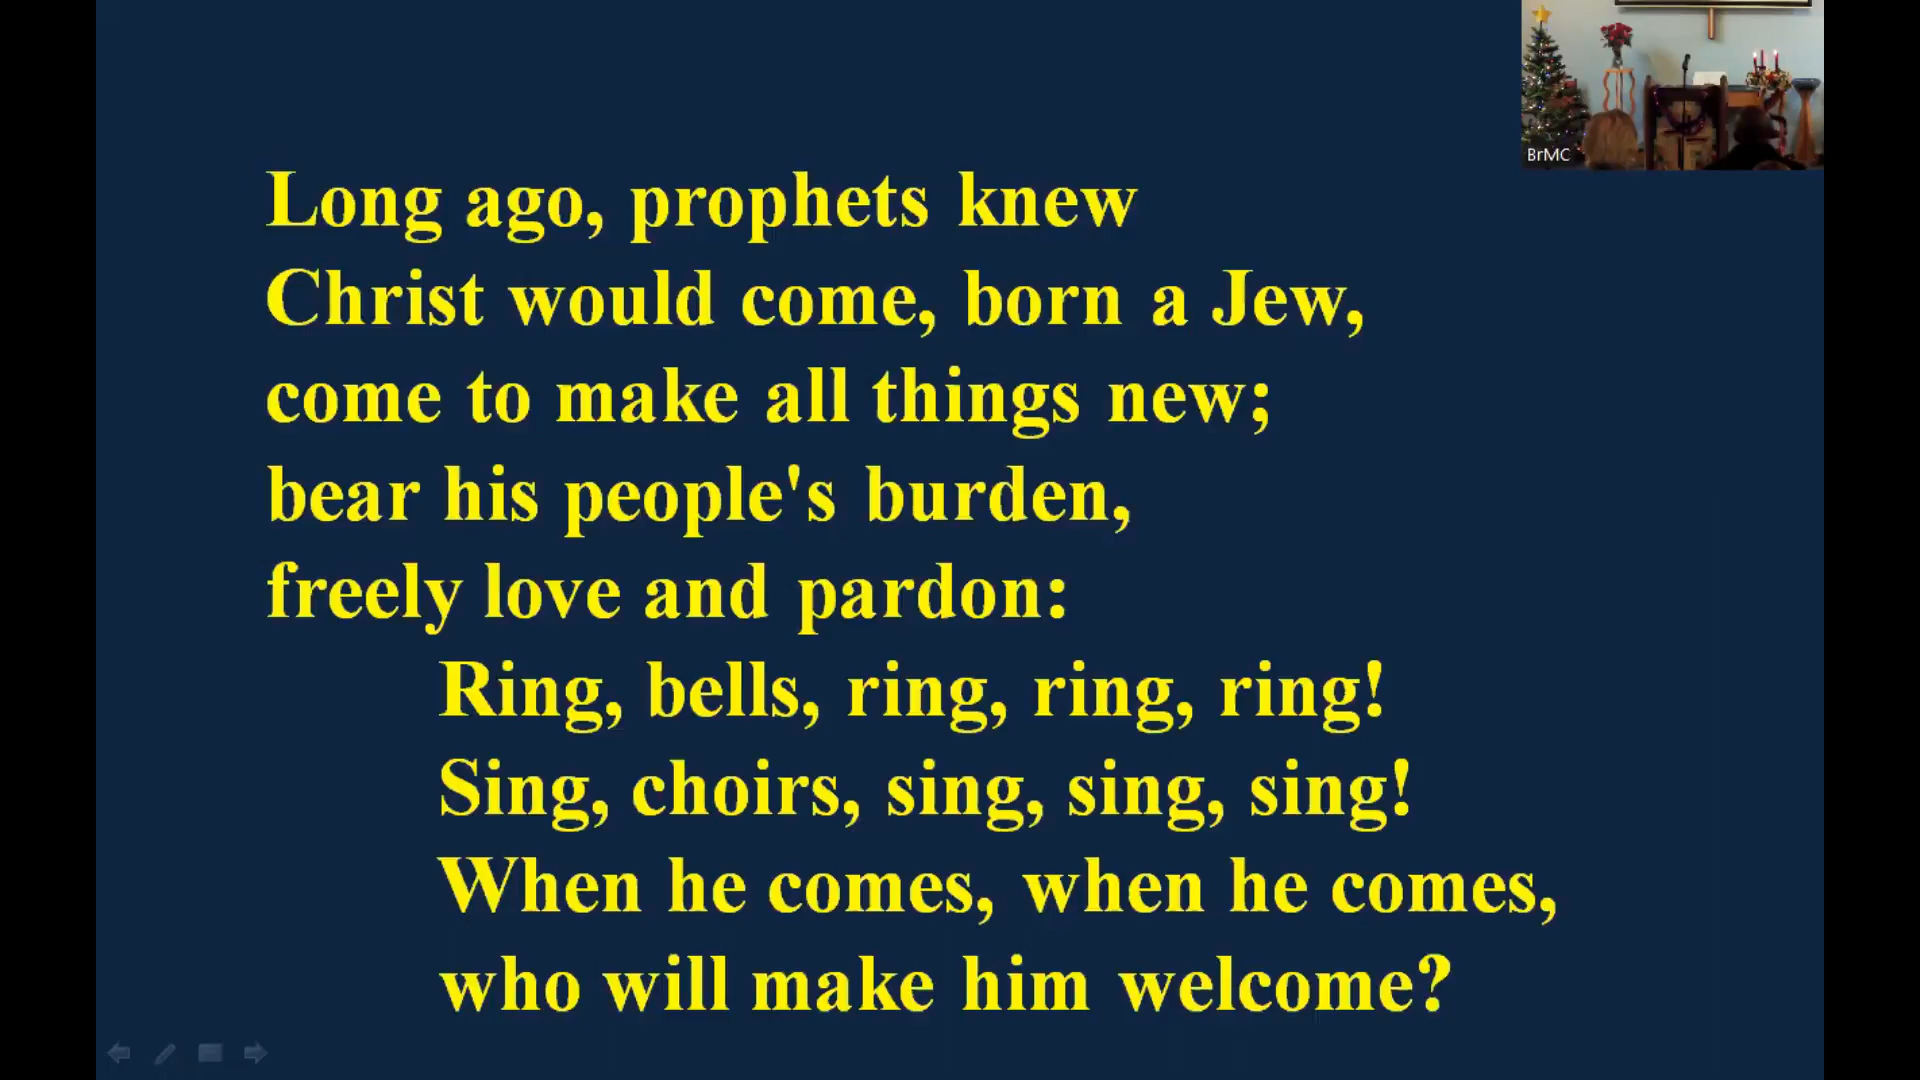 BrMC
Long ago, prophets knew
Christ would come, born a Jew,
come to make all things new;
bear his people's burden,
freely love and pardon:
Ring, bells, ring, ring, ring!
Sing, choirs, sing, sing, sing!
When he comes, when he comes,
who will make him welcome?